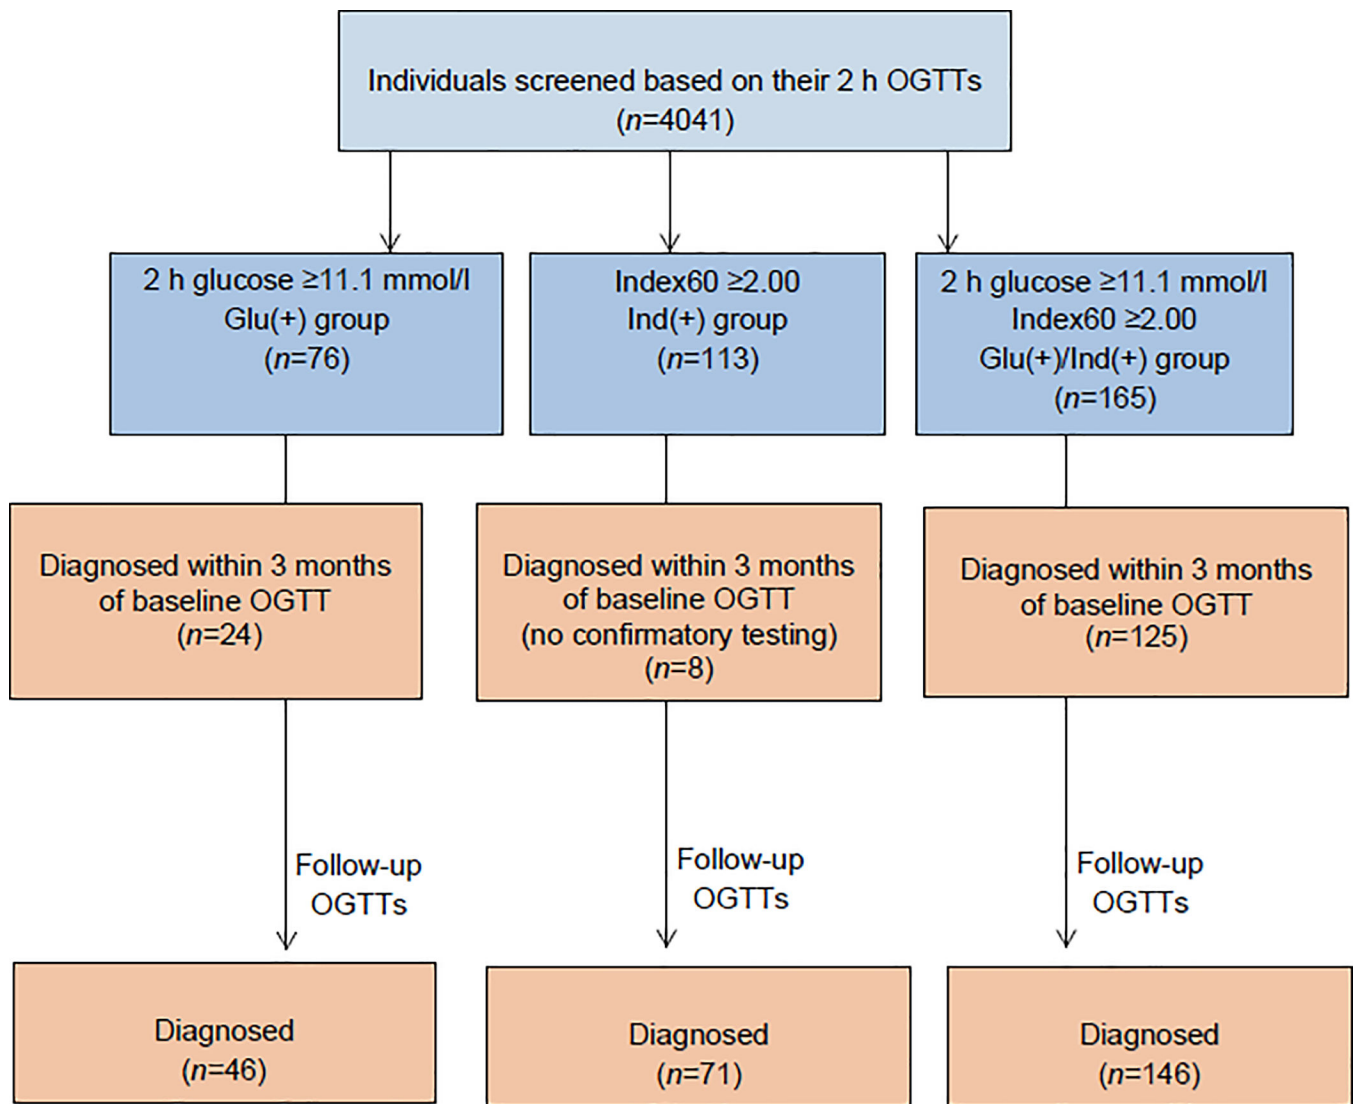 Individuals screened based on their 2 h OGTTs
(n=4041)
2 h glucose ≥11.1 mmol/l
Glu(+) group
(n=76)
Index60 ≥2.00
Ind(+) group
(n=113)
2 h glucose ≥11.1 mmol/l
Index60 ≥2.00
Glu(+)/Ind(+) group
(n=165)
Diagnosed within 3 months
of baseline OGTT
(n=24)
Diagnosed within 3 months
of baseline OGTT
(no confirmatory testing)
(n=8)
Diagnosed within 3 months
of baseline OGTT
(n=125)
Follow-up
OGTTs
Follow-up
OGTTs
Follow-up
OGTTs
Diagnosed
(n=46)
Diagnosed
(n=71)
Diagnosed
(n=146)